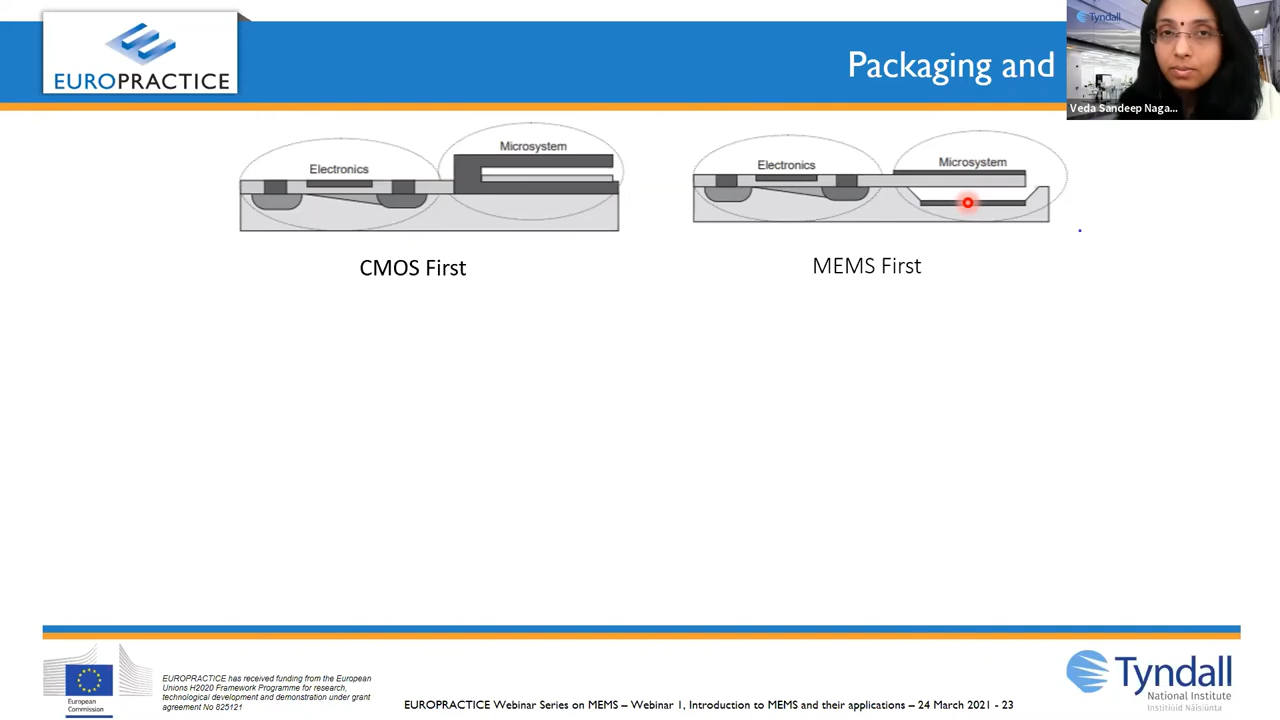 EUROPRACTICE
Packaging and
Tyndall
Veda Sandeep Naga...
Electronics
Microsystem
Electronics
Microsystem
CMOS First
MEMS First
European
Commission
EUROPRACTICE has received funding from the European
Unions H2020 Framework Programme for research,
technological development and demonstration under grant
agreement No 825121
EUROPRACTICE Webinar Series on MEMS – Webinar 1, Introduction to MEMS and their applications – 24 March 2021 - 23
Tyndall
National Institute
Institiúid Náisiúnta